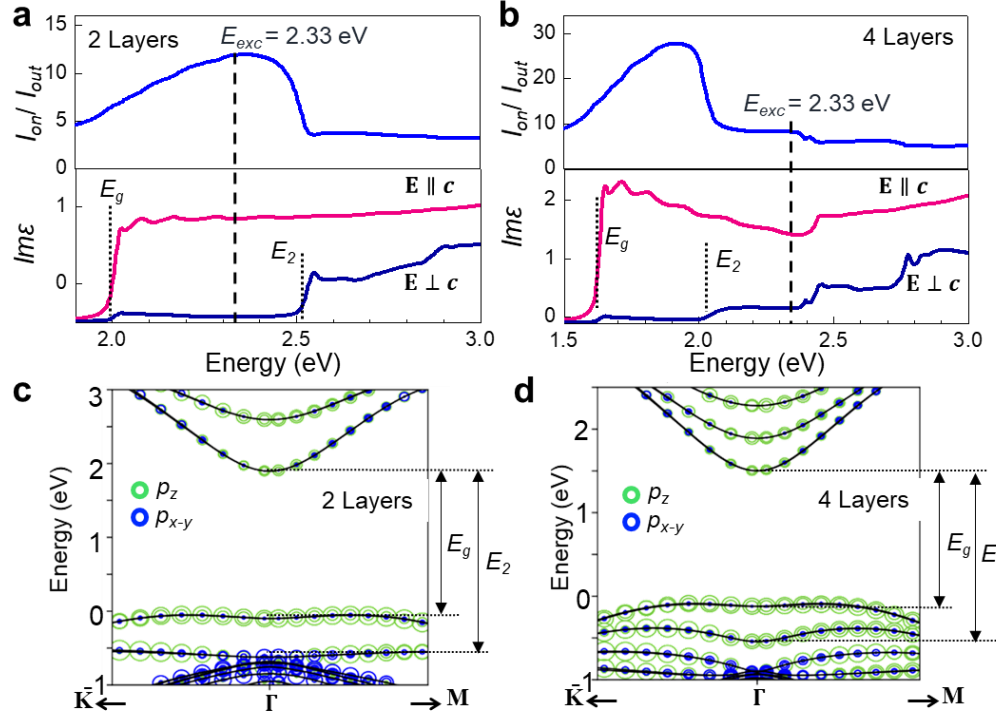 a
2 Layers
E_exc = 2.33 eV
I_on / I_out
15
10
5
0
E_g
E ∥ c
E_2
E ⊥ c
Imε
1
0
2.0
2.5
3.0
Energy (eV)
b
4 Layers
E_exc = 2.33 eV
I_on / I_out
30
20
10
0
E ∥ c
E_g
E_2
E ⊥ c
Imε
2
1
0
1.5
2.0
2.5
3.0
Energy (eV)
c
3
2
1
0
-1
Energy (eV)
p_z
p_x-y
2 Layers
E_g
E_2
K̄
Γ
M
d
2
1
0
-1
Energy (eV)
p_z
p_x-y
4 Layers
E_g
E
K̄
Γ
M